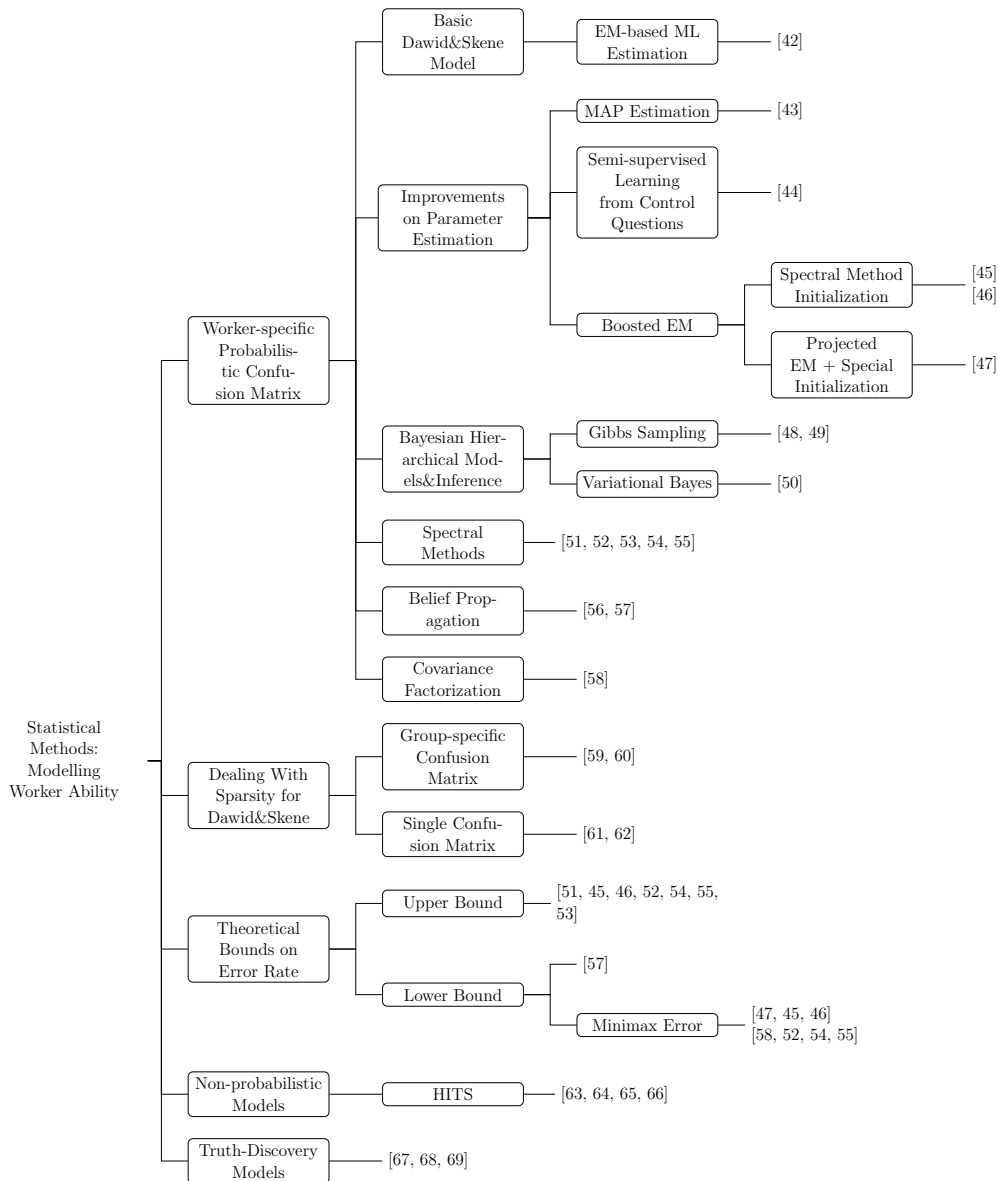 Basic
Dawid&Skene
Model
EM-based ML
Estimation
[42]
MAP Estimation
[43]
Semi-supervised
Learning
from Control
Questions
[44]
Improvements
on Parameter
Estimation
Spectral Method
Initialization
[45]
[46]
Boosted EM
Projected
EM + Special
Initialization
[47]
Worker-specific
Probabilis-
tic Confu-
sion Matrix
Bayesian Hier-
archical Mod-
els&Inference
Gibbs Sampling
[48, 49]
Variational Bayes
[50]
Spectral
Methods
[51, 52, 53, 54, 55]
Belief Prop-
agation
[56, 57]
Covariance
Factorization
[58]
Statistical
Methods:
Modelling
Worker Ability
Group-specific
Confusion
Matrix
[59, 60]
Dealing With
Sparsity for
Dawid&Skene
Single Confu-
sion Matrix
[61, 62]
Upper Bound
[51, 45, 46, 52, 54, 55,
53]
Theoretical
Bounds on
Error Rate
[57]
Lower Bound
Minimax Error
[47, 45, 46]
[58, 52, 54, 55]
Non-probabilistic
Models
HITS
[63, 64, 65, 66]
Truth-Discovery
Models
[67, 68, 69]